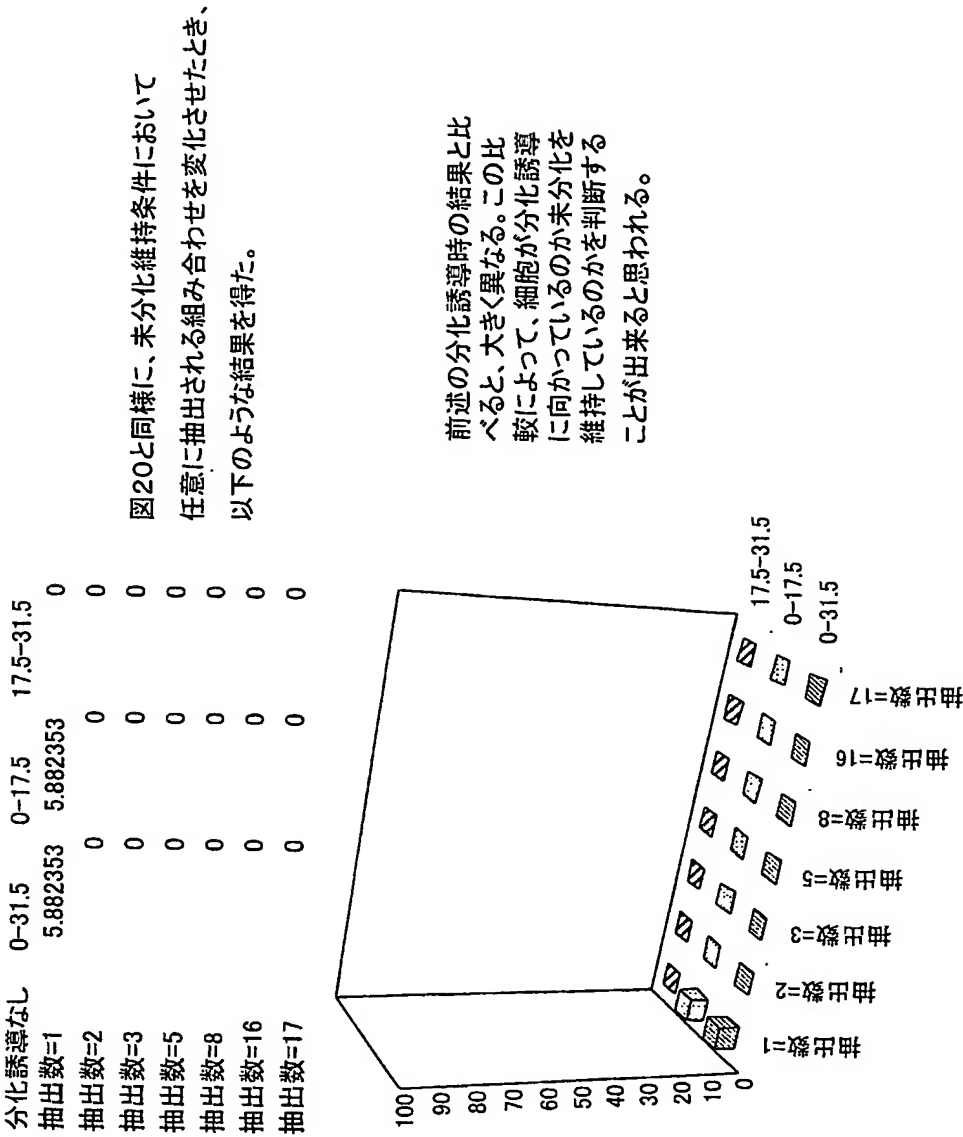 分化誘導なし 0-31.5 0-17.5 17.5-31.5
抽出数=1 5.882353 5.882353 0
抽出数=2 0 0 0
抽出数=3 0 0 0
抽出数=5 0 0 0
抽出数=8 0 0 0
抽出数=16 0 0 0
抽出数=17 0 0 0
図20と同様に、未分化維持条件において
任意に抽出される組み合わせを変化させたとき、
以下のような結果を得た。
100
90
80
70
60
50
40
30
20
10
0
抽出数=1
抽出数=2
抽出数=3
抽出数=5
抽出数=8
抽出数=16
抽出数=17
17.5-31.5
0-17.5
0-31.5
前述の分化誘導時の結果と比
べると、大きく異なる。この比
較によって、細胞が分化誘導
に向かっているのか未分化を
維持しているのかを判断する
ことが出来ると思われる。